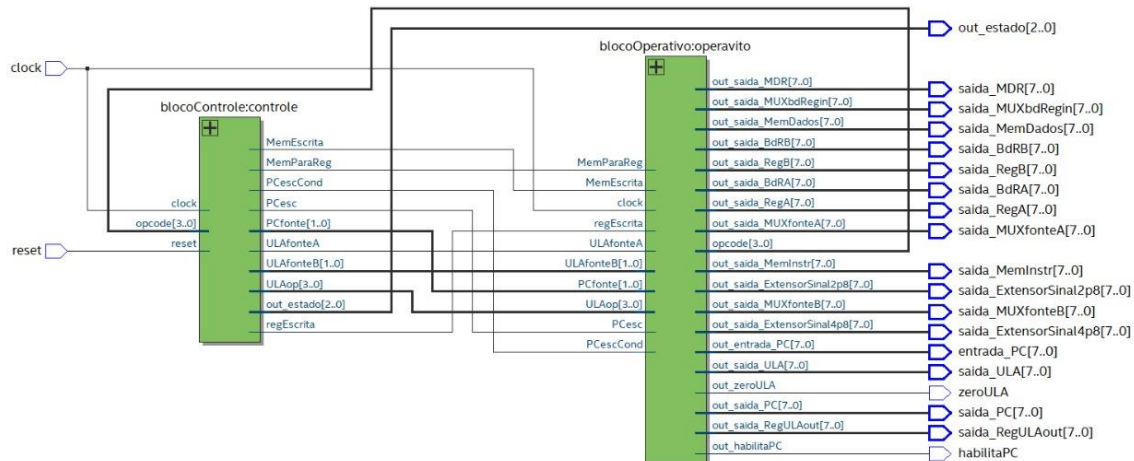 clock
reset
blocoControle:controle
clock
opcode[3..0]
reset
MemEscrita
MemParaReg
PCescCond
PCesc
PCfonte[1..0]
ULAfonteA
ULAfonteB[1..0]
ULAop[3..0]
out_estado[2..0]
regEscrita
blocoOperativo:operavito
MemParaReg
MemEscrita
clock
regEscrita
ULAfonteA
ULAfonteB[1..0]
PCfonte[1..0]
ULAop[3..0]
PCesc
PCescCond
out_saida_MDR[7..0]
out_saida_MUXbdRegin[7..0]
out_saida_MemDados[7..0]
out_saida_BdRB[7..0]
out_saida_RegB[7..0]
out_saida_BdRA[7..0]
out_saida_RegA[7..0]
out_saida_MUXfonteA[7..0]
opcode[3..0]
out_saida_MemInstr[7..0]
out_saida_ExtensorSinal2p8[7..0]
out_saida_MUXfonteB[7..0]
out_saida_ExtensorSinal4p8[7..0]
out_entrada_PC[7..0]
out_saida_ULA[7..0]
out_zeroULA
out_saida_PC[7..0]
out_saida_RegULAout[7..0]
out_habilitaPC
out_estado[2..0]
saida_MDR[7..0]
saida_MUXbdRegin[7..0]
saida_MemDados[7..0]
saida_BdRB[7..0]
saida_RegB[7..0]
saida_BdRA[7..0]
saida_RegA[7..0]
saida_MUXfonteA[7..0]
saida_MemInstr[7..0]
saida_ExtensorSinal2p8[7..0]
saida_MUXfonteB[7..0]
saida_ExtensorSinal4p8[7..0]
entrada_PC[7..0]
saida_ULA[7..0]
zeroULA
saida_PC[7..0]
saida_RegULAout[7..0]
habilitaPC